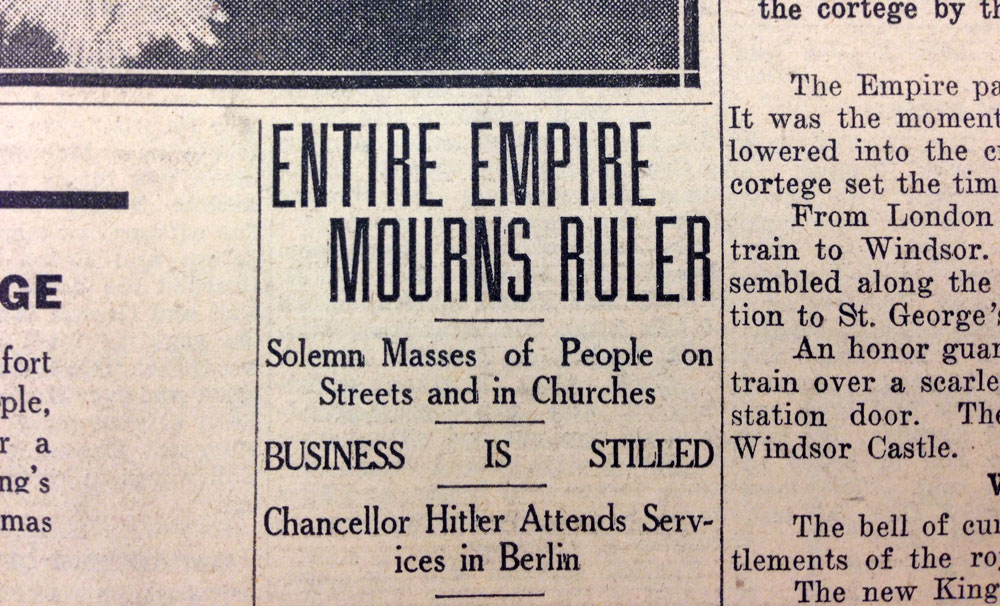 GE
fort
ple,
r a
ng's
mas
ENTIRE EMPIRE
MOURNS RULER
Solemn Masses of People on
Streets and in Churches
BUSINESS IS STILLED
Chancellor Hitler Attends Serv-
ices in Berlin
the cortege by th
The Empire pa
It was the moment
lowered into the cr
cortege set the tim
From London
train to Windsor.
sembled along the
tion to St. George's
An honor guar
train over a scarle
station door. The
Windsor Castle.
W
The bell of cur
tlements of the roy
The new King